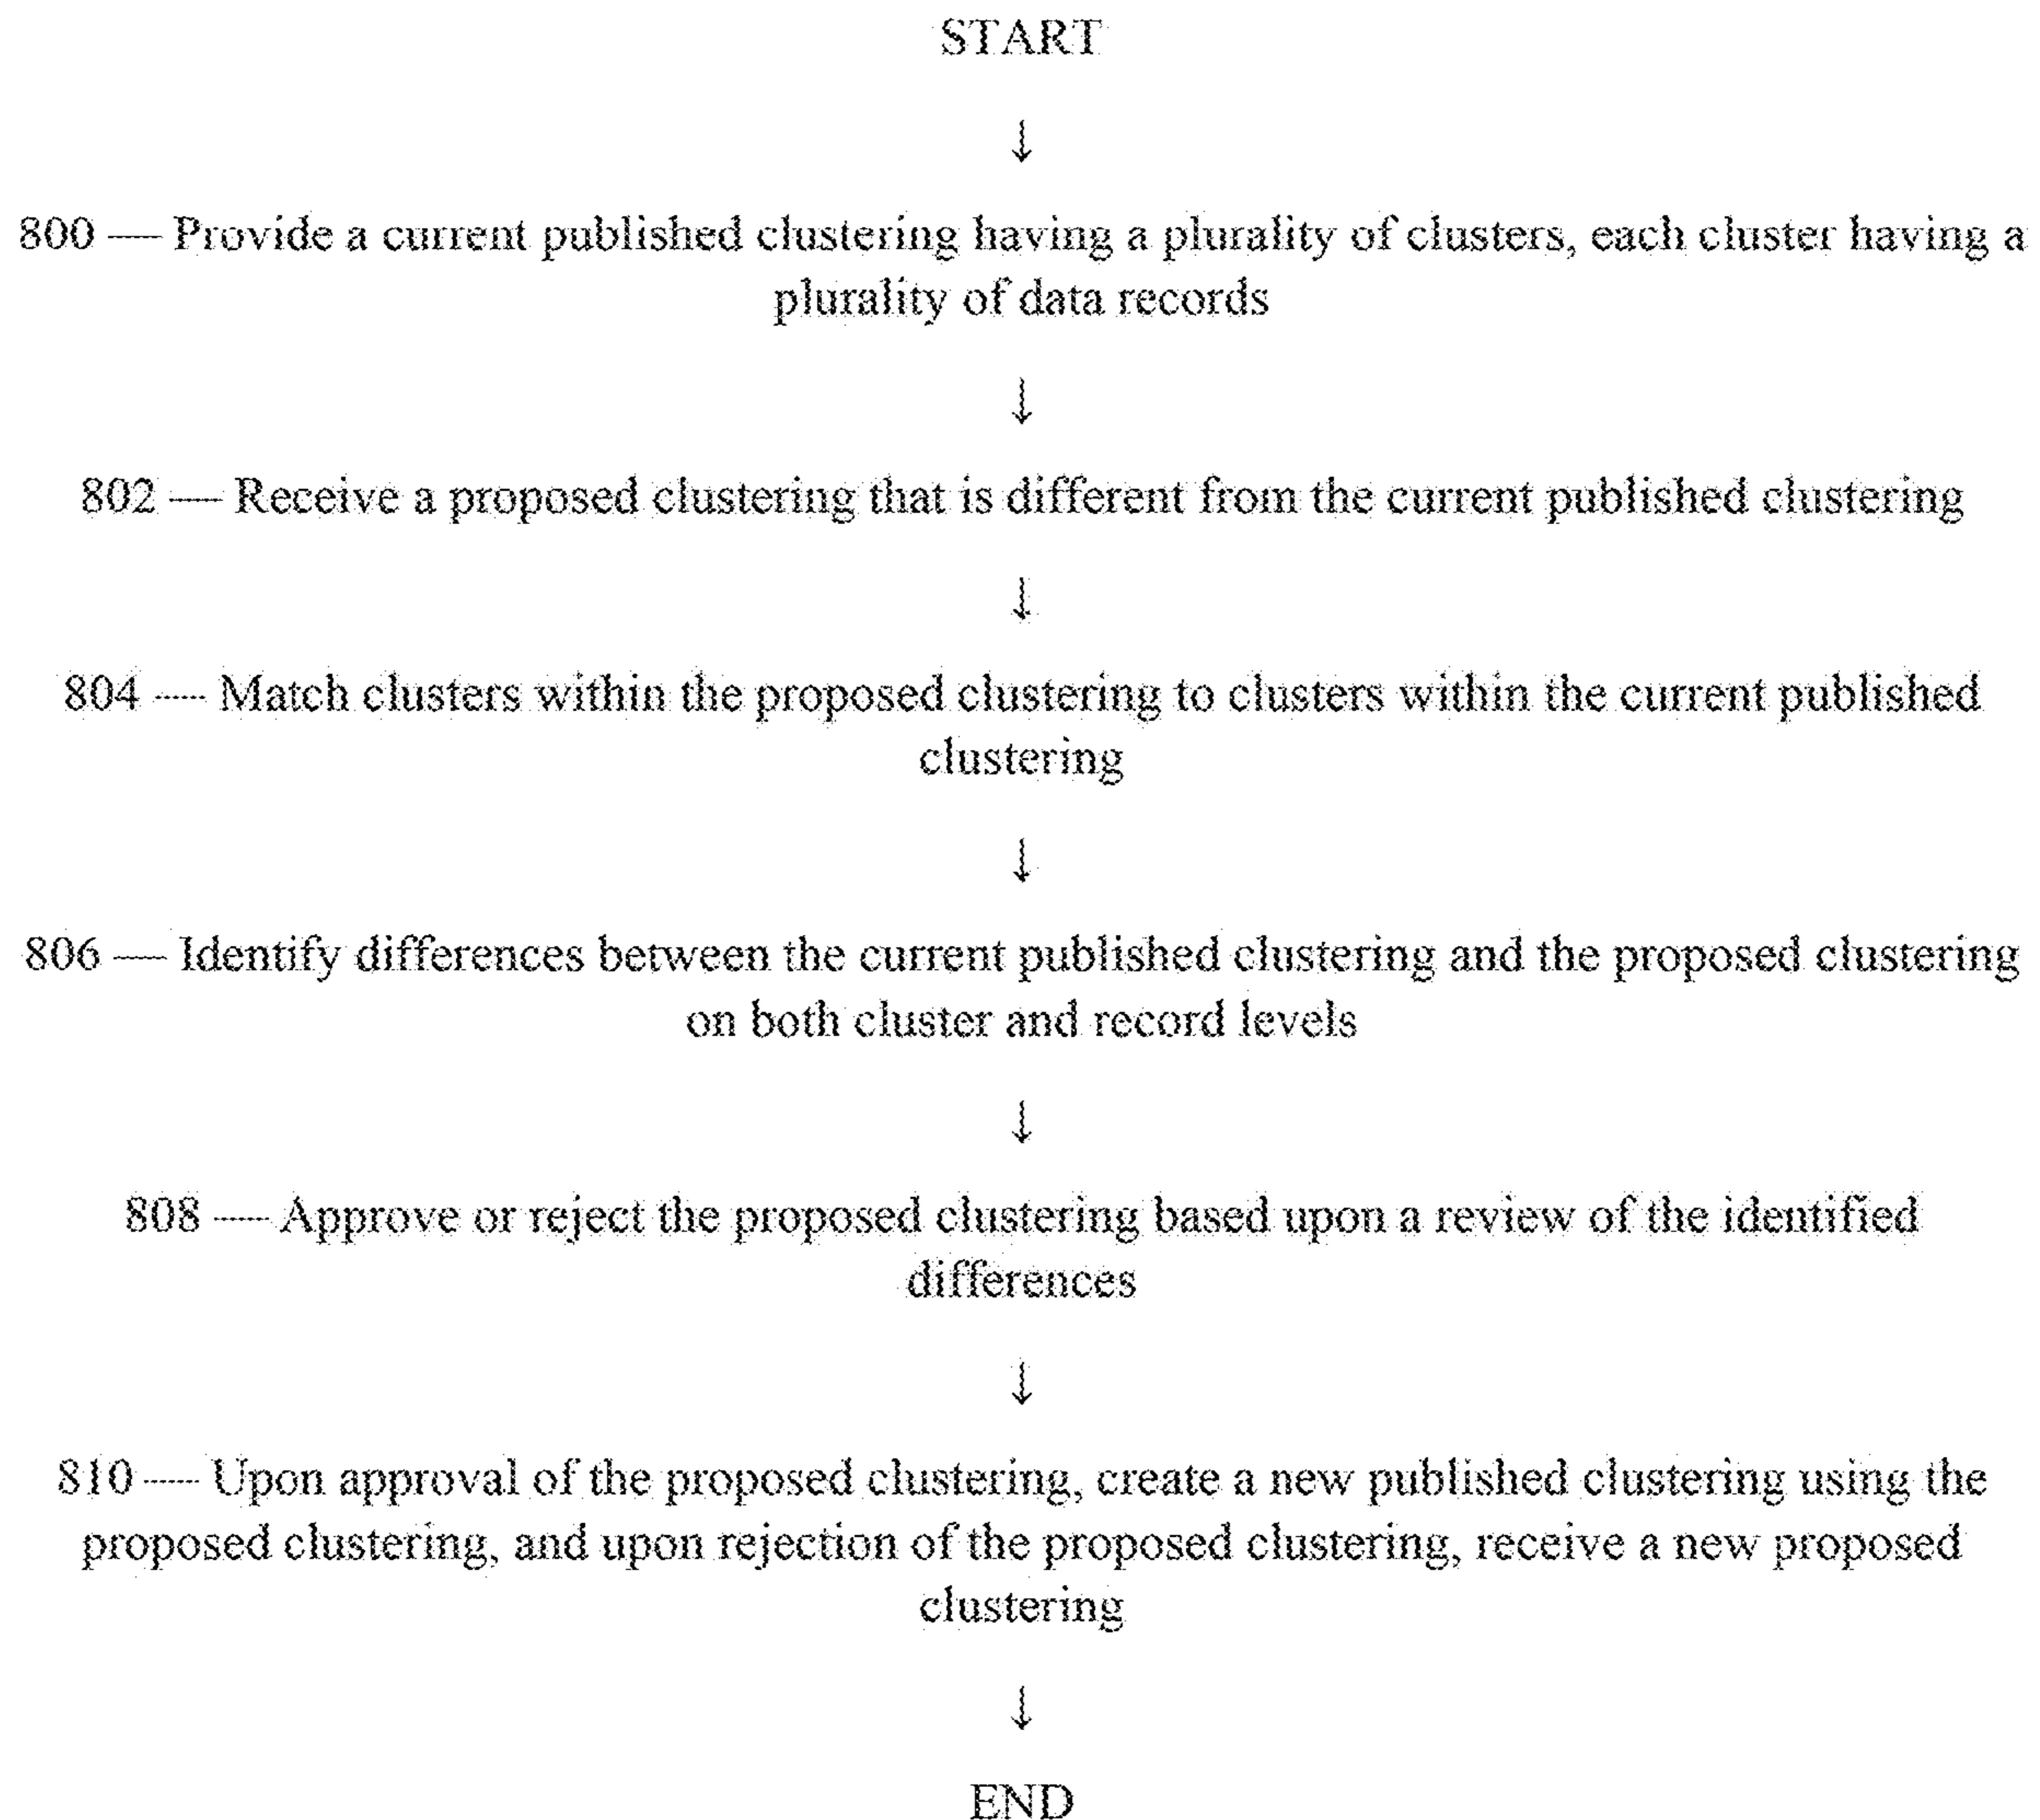 START
↓
800 — Provide a current published clustering having a plurality of clusters, each cluster having a
plurality of data records
↓
802 — Receive a proposed clustering that is different from the current published clustering
↓
804 — Match clusters within the proposed clustering to clusters within the current published
clustering
↓
806 — Identify differences between the current published clustering and the proposed clustering
on both cluster and record levels
↓
808 — Approve or reject the proposed clustering based upon a review of the identified
differences
↓
810 — Upon approval of the proposed clustering, create a new published clustering using the
proposed clustering, and upon rejection of the proposed clustering, receive a new proposed
clustering
↓
END